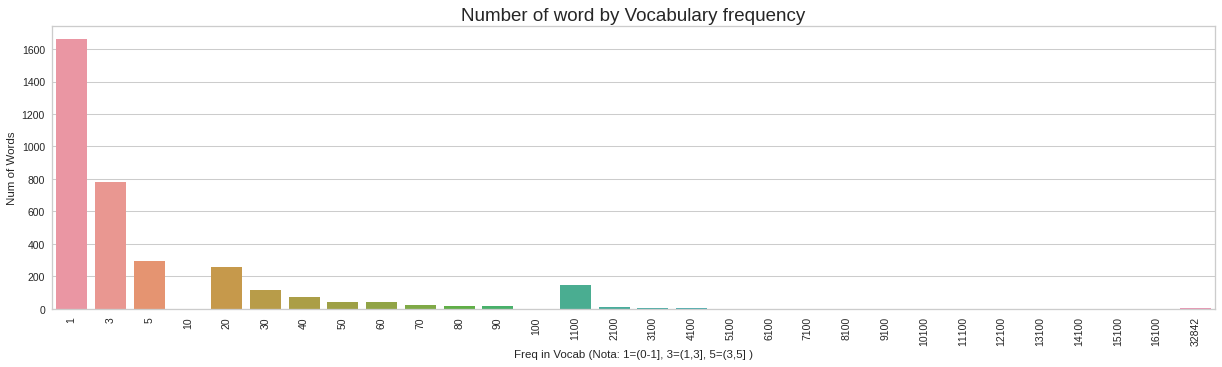 Number of word by Vocabulary frequency
Num of Words
1600
1400
1200
1000
800
600
400
200
0
1 3 5 10 20 30 40 50 60 70 80 90 100 1100 2100 3100 4100 5100 6100 7100 8100 9100 10100 11100 12100 13100 14100 15100 16100 32842
Freq in Vocab (Nota: 1=(0-1], 3=(1,3], 5=(3,5] )